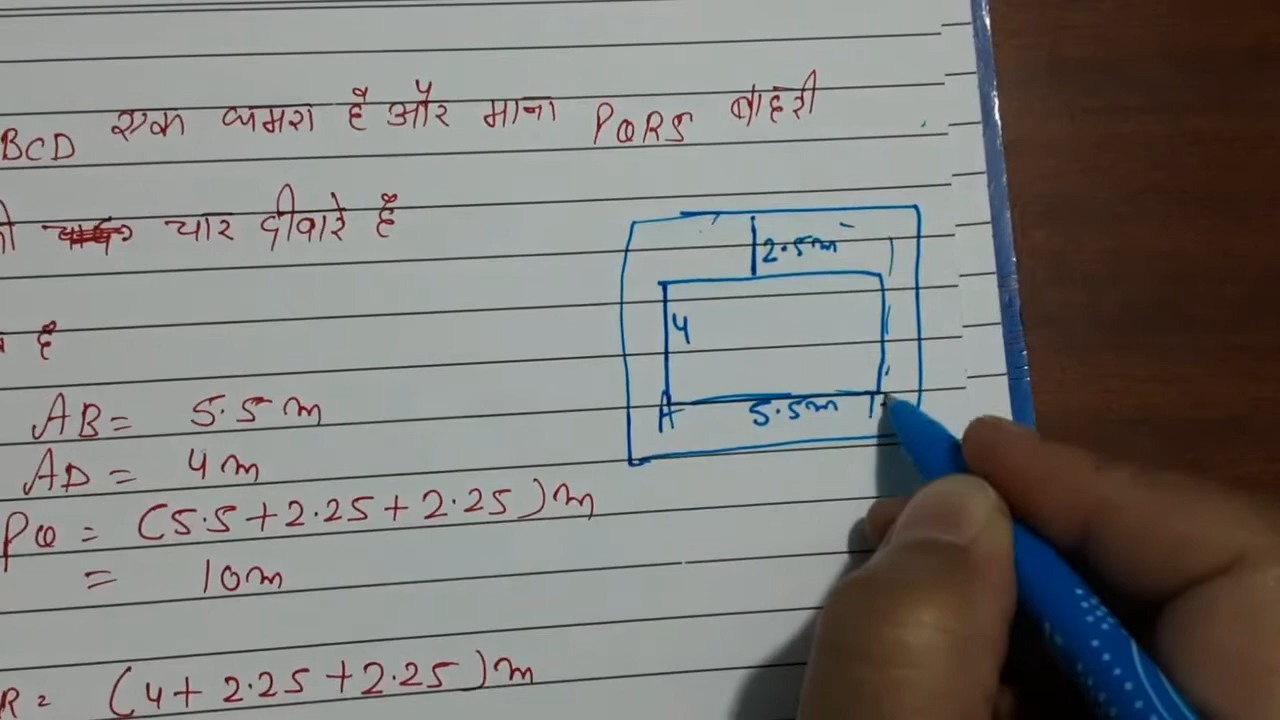 BCD एक कमरा है और माना PQRS बाहरी
चार दीवारे है
है
AB = 5.5 m
AD = 4 m
PQ = (5.5 + 2.25 + 2.25) m
= 10 m
R = (4 + 2.25 + 2.25) m
2.5m
4
A 5.5m